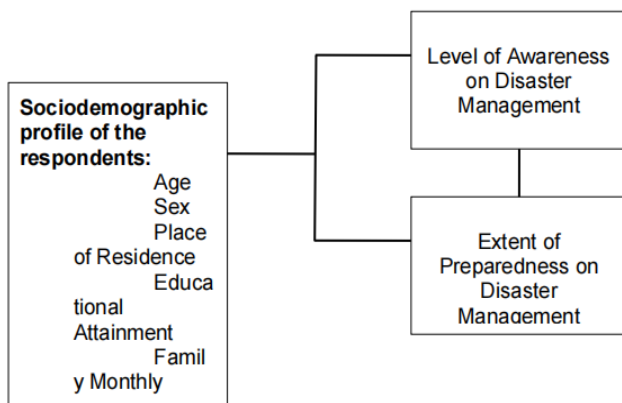 Sociodemographic
profile of the
respondents:
Age
Sex
Place
of Residence
Educa
tional
Attainment
Famil
y Monthly
Level of Awareness
on Disaster
Management
Extent of
Preparedness on
Disaster
Management